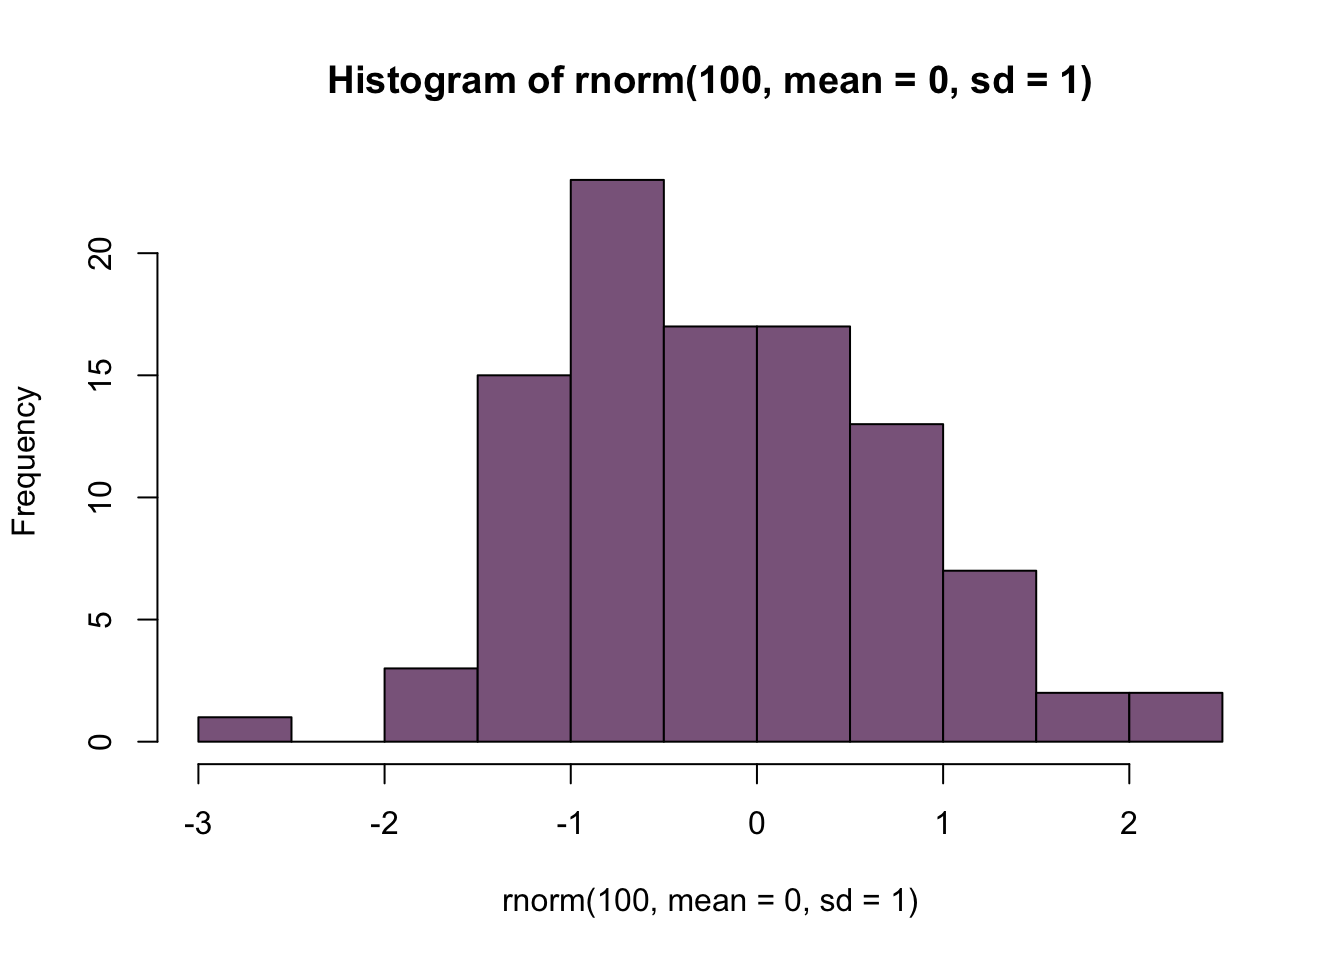 Histogram of rnorm(100, mean = 0, sd = 1)
Frequency
20
15
10
5
0
-3 -2 -1 0 1 2
rnorm(100, mean = 0, sd = 1)